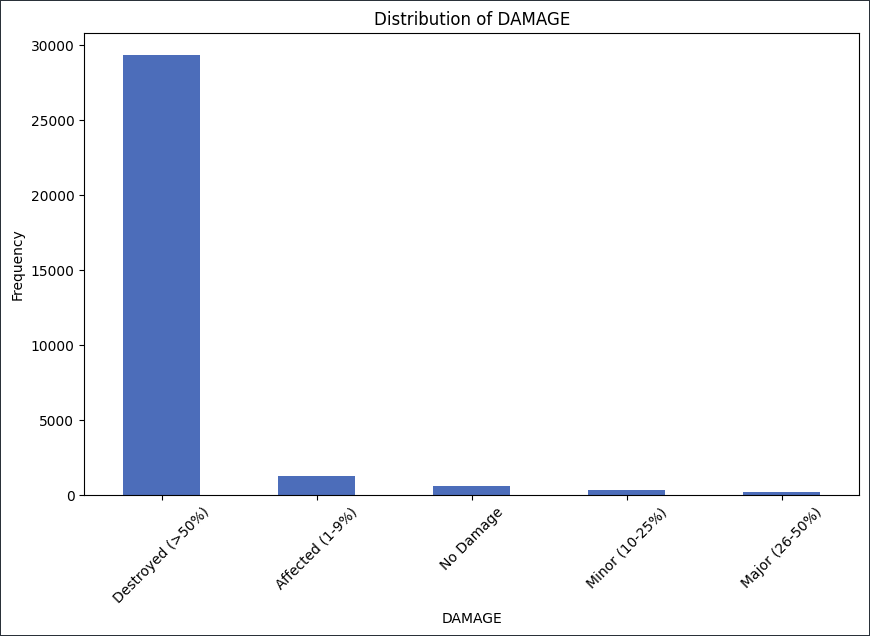 Distribution of DAMAGE
Frequency
30000
25000
20000
15000
10000
5000
0
Destroyed (>50%)
Affected (1-9%)
No Damage
Minor (10-25%)
Major (26-50%)
DAMAGE